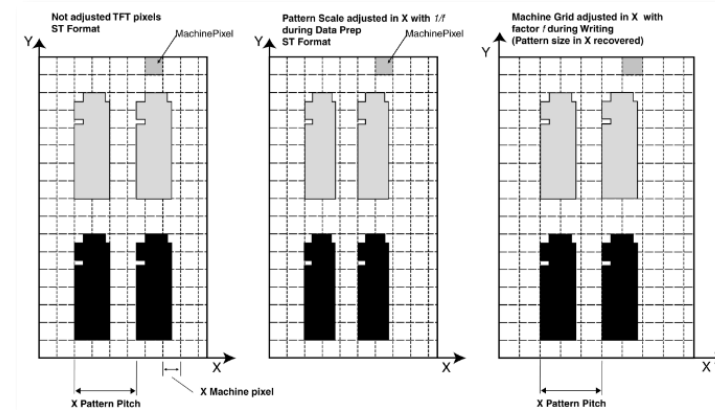 Not adjusted TFT pixels
ST Format
MachinePixel
Y
X
X Machine pixel
X Pattern Pitch
Pattern Scale adjusted in X with 1/f
during Data Prep
ST Format
MachinePixel
Y
X
Machine Grid adjusted in X with
factor f during Writing
(Pattern size in X recovered)
Y
X
X Pattern Pitch